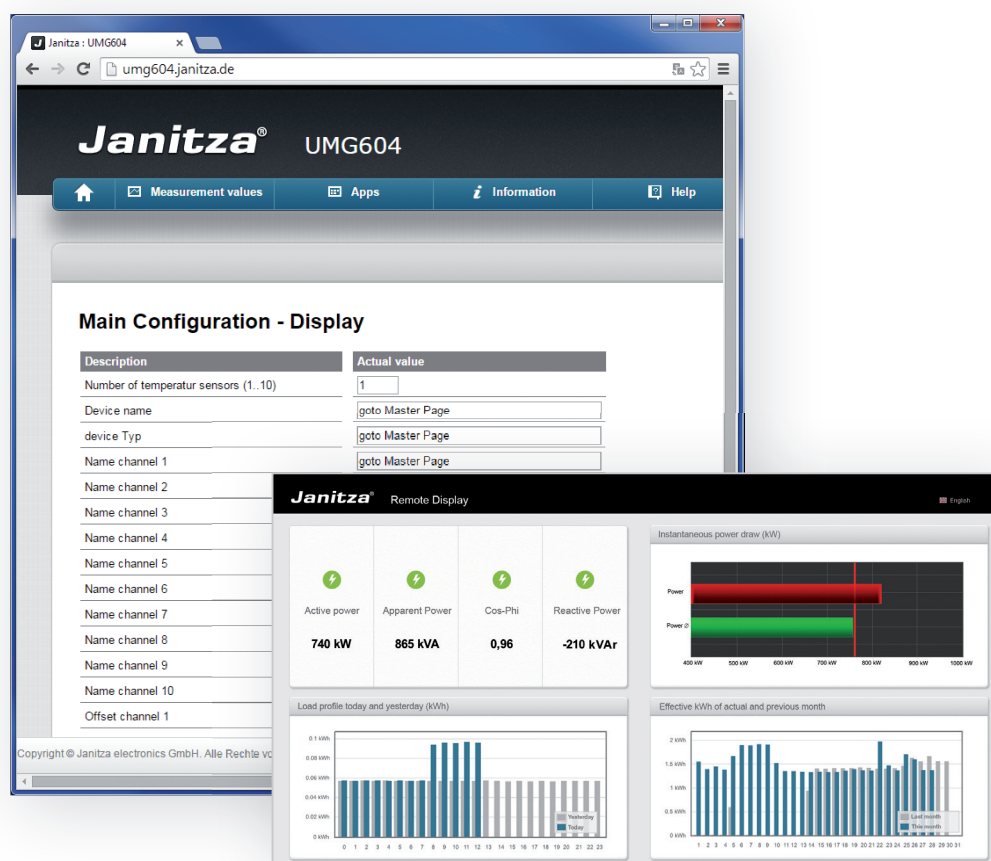 Janitza : UMG604
umg604.janitza.de
Janitza® UMG604
Measurement values Apps Information Help
Main Configuration - Display
Description Actual value
Number of temperatur sensors (1..10) 1
Device name goto Master Page
device Typ goto Master Page
Name channel 1 goto Master Page
Name channel 2
Name channel 3
Name channel 4
Name channel 5
Name channel 6
Name channel 7
Name channel 8
Name channel 9
Name channel 10
Offset channel 1
Copyright © Janitza electronics GmbH. Alle Rechte vo
Janitza® Remote Display English
Active power Apparent Power Cos-Phi Reactive Power
740 kW 865 kVA 0,96 -210 kVAr
Instantaneous power draw (kW)
Power
Power Ø
400 kW 500 kW 600 kW 700 kW 800 kW 900 kW 1000 kW
Load profile today and yesterday (kWh)
0.1 kWh
0.08 kWh
0.06 kWh
0.04 kWh
0.02 kWh
0 kWh
Yesterday
Today
0 1 2 3 4 5 6 7 8 9 10 11 12 13 14 15 16 17 18 19 20 21 22 23
Effective kWh of actual and previous month
2 kWh
1.5 kWh
1 kWh
0.5 kWh
0 kWh
Last month
This month
1 2 3 4 5 6 7 8 9 10 11 12 13 14 15 16 17 18 19 20 21 22 23 24 25 26 27 28 29 30 31